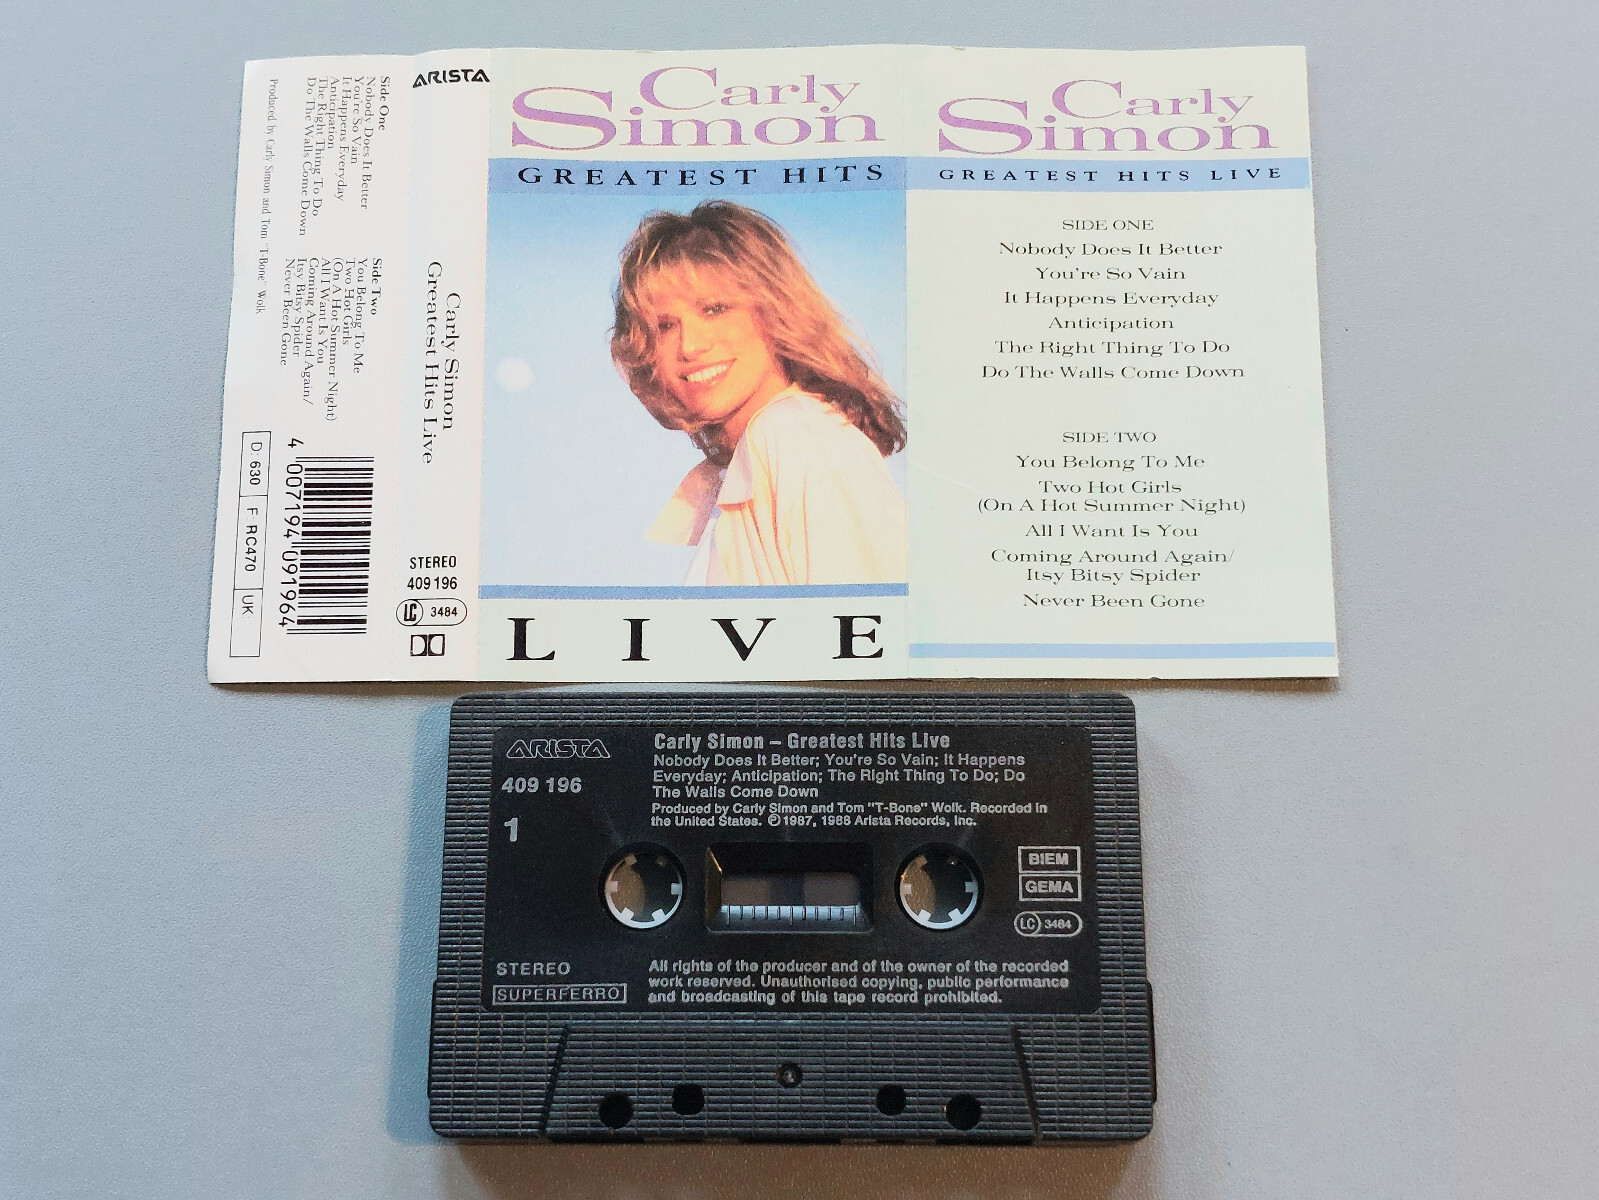 Side One
Nobody Does It Better
You're So Vain
It Happens Everyday
Anticipation
The Right Thing To Do
Do The Walls Come Down
Side Two
You Belong To Me
Two Hot Girls
(On A Hot Summer Night)
All I Want Is You
Coming Around Again/
Itsy Bitsy Spider
Never Been Gone
Produced by Carly Simon and Tom "T-Bone" Wolk
D: 630
F: RC470
UK:
4 007194 091964
ARISTA
Carly Simon
Greatest Hits Live
STEREO
409 196
LC 3484
Carly
Simon
GREATEST HITS
LIVE
Carly
Simon
GREATEST HITS LIVE
SIDE ONE
Nobody Does It Better
You're So Vain
It Happens Everyday
Anticipation
The Right Thing To Do
Do The Walls Come Down
SIDE TWO
You Belong To Me
Two Hot Girls
(On A Hot Summer Night)
All I Want Is You
Coming Around Again/
Itsy Bitsy Spider
Never Been Gone
ARISTA
409 196
1
Carly Simon – Greatest Hits Live
Nobody Does It Better; You're So Vain; It Happens
Everyday; Anticipation; The Right Thing To Do; Do
The Walls Come Down
Produced by Carly Simon and Tom "T-Bone" Wolk. Recorded in
the United States. ℗ 1987, 1988 Arista Records, Inc.
BIEM
GEMA
LC 3484
STEREO
SUPERFERRO
All rights of the producer and of the owner of the recorded
work reserved. Unauthorised copying, public performance
and broadcasting of this tape record prohibited.